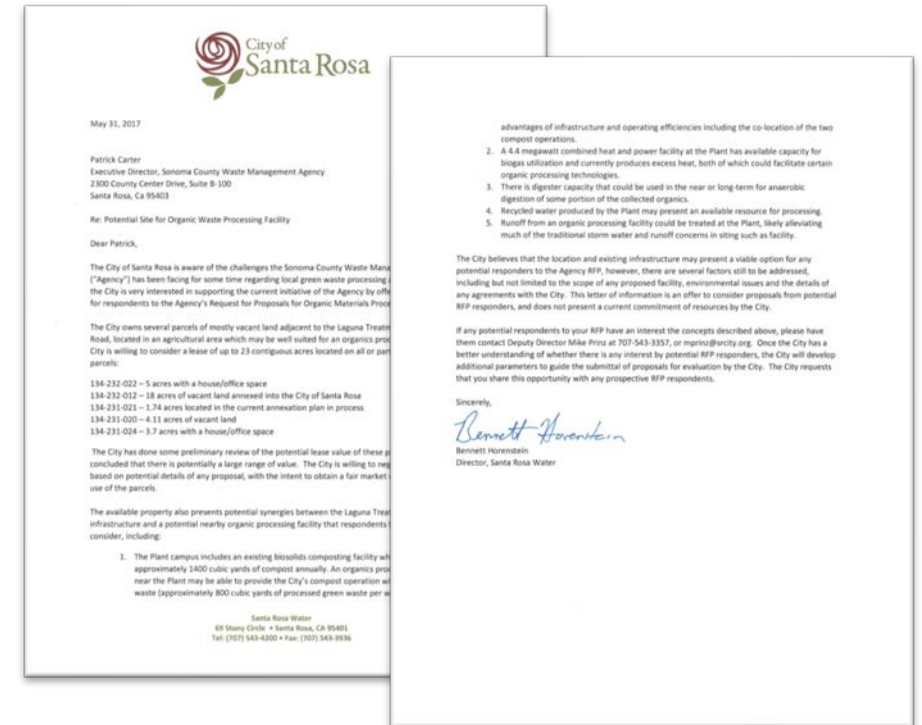 City of
Santa Rosa
May 31, 2017
Patrick Carter
Executive Director, Sonoma County Waste Management Agency
2300 County Center Drive, Suite B-100
Santa Rosa, Ca 95403
Re: Potential Site for Organic Waste Processing Facility
Dear Patrick,
The City of Santa Rosa is aware of the challenges the Sonoma County Waste Mana
("Agency") has been facing for some time regarding local green waste processing
the City is very interested in supporting the current initiative of the Agency by offe
for respondents to the Agency's Request for Proposals for Organic Materials Proce
The City owns several parcels of mostly vacant land adjacent to the Laguna Treatm
Road, located in an agricultural area which may be well suited for an organics proc
City is willing to consider a lease of up to 23 contiguous acres located on all or part
parcels:
134-232-022 – 5 acres with a house/office space
134-232-012 – 18 acres of vacant land annexed into the City of Santa Rosa
134-231-021 – 1.74 acres located in the current annexation plan in process
134-231-020 – 4.11 acres of vacant land
134-231-024 – 3.7 acres with a house/office space
The City has done some preliminary review of the potential lease value of these p
concluded that there is potentially a large range of value. The City is willing to neg
based on potential details of any proposal, with the intent to obtain a fair market
use of the parcels.
The available property also presents potential synergies between the Laguna Treat
infrastructure and a potential nearby organic processing facility that respondents
consider, including:
1. The Plant campus includes an existing biosolids composting facility wh
approximately 1400 cubic yards of compost annually. An organics proc
near the Plant may be able to provide the City's compost operation wi
waste (approximately 800 cubic yards of processed green waste per w
Santa Rosa Water
69 Stony Circle • Santa Rosa, CA 95401
Tel: (707) 543-4200 • Fax: (707) 543-3936
advantages of infrastructure and operating efficiencies including the co-location of the two
compost operations.
2. A 4.4 megawatt combined heat and power facility at the Plant has available capacity for
biogas utilization and currently produces excess heat, both of which could facilitate certain
organic processing technologies.
3. There is digester capacity that could be used in the near or long-term for anaerobic
digestion of some portion of the collected organics.
4. Recycled water produced by the Plant may present an available resource for processing.
5. Runoff from an organic processing facility could be treated at the Plant, likely alleviating
much of the traditional storm water and runoff concerns in siting such as facility.
The City believes that the location and existing infrastructure may present a viable option for any
potential responders to the Agency RFP, however, there are several factors still to be addressed,
including but not limited to the scope of any proposed facility, environmental issues and the details of
any agreements with the City. This letter of information is an offer to consider proposals from potential
RFP responders, and does not present a current commitment of resources by the City.
If any potential respondents to your RFP have an interest the concepts described above, please have
them contact Deputy Director Mike Prinz at 707-543-3357, or mprinz@srcity.org. Once the City has a
better understanding of whether there is any interest by potential RFP responders, the City will develop
additional parameters to guide the submittal of proposals for evaluation by the City. The City requests
that you share this opportunity with any prospective RFP respondents.
Sincerely,
Bennett Horenstein
Bennett Horenstein
Director, Santa Rosa Water